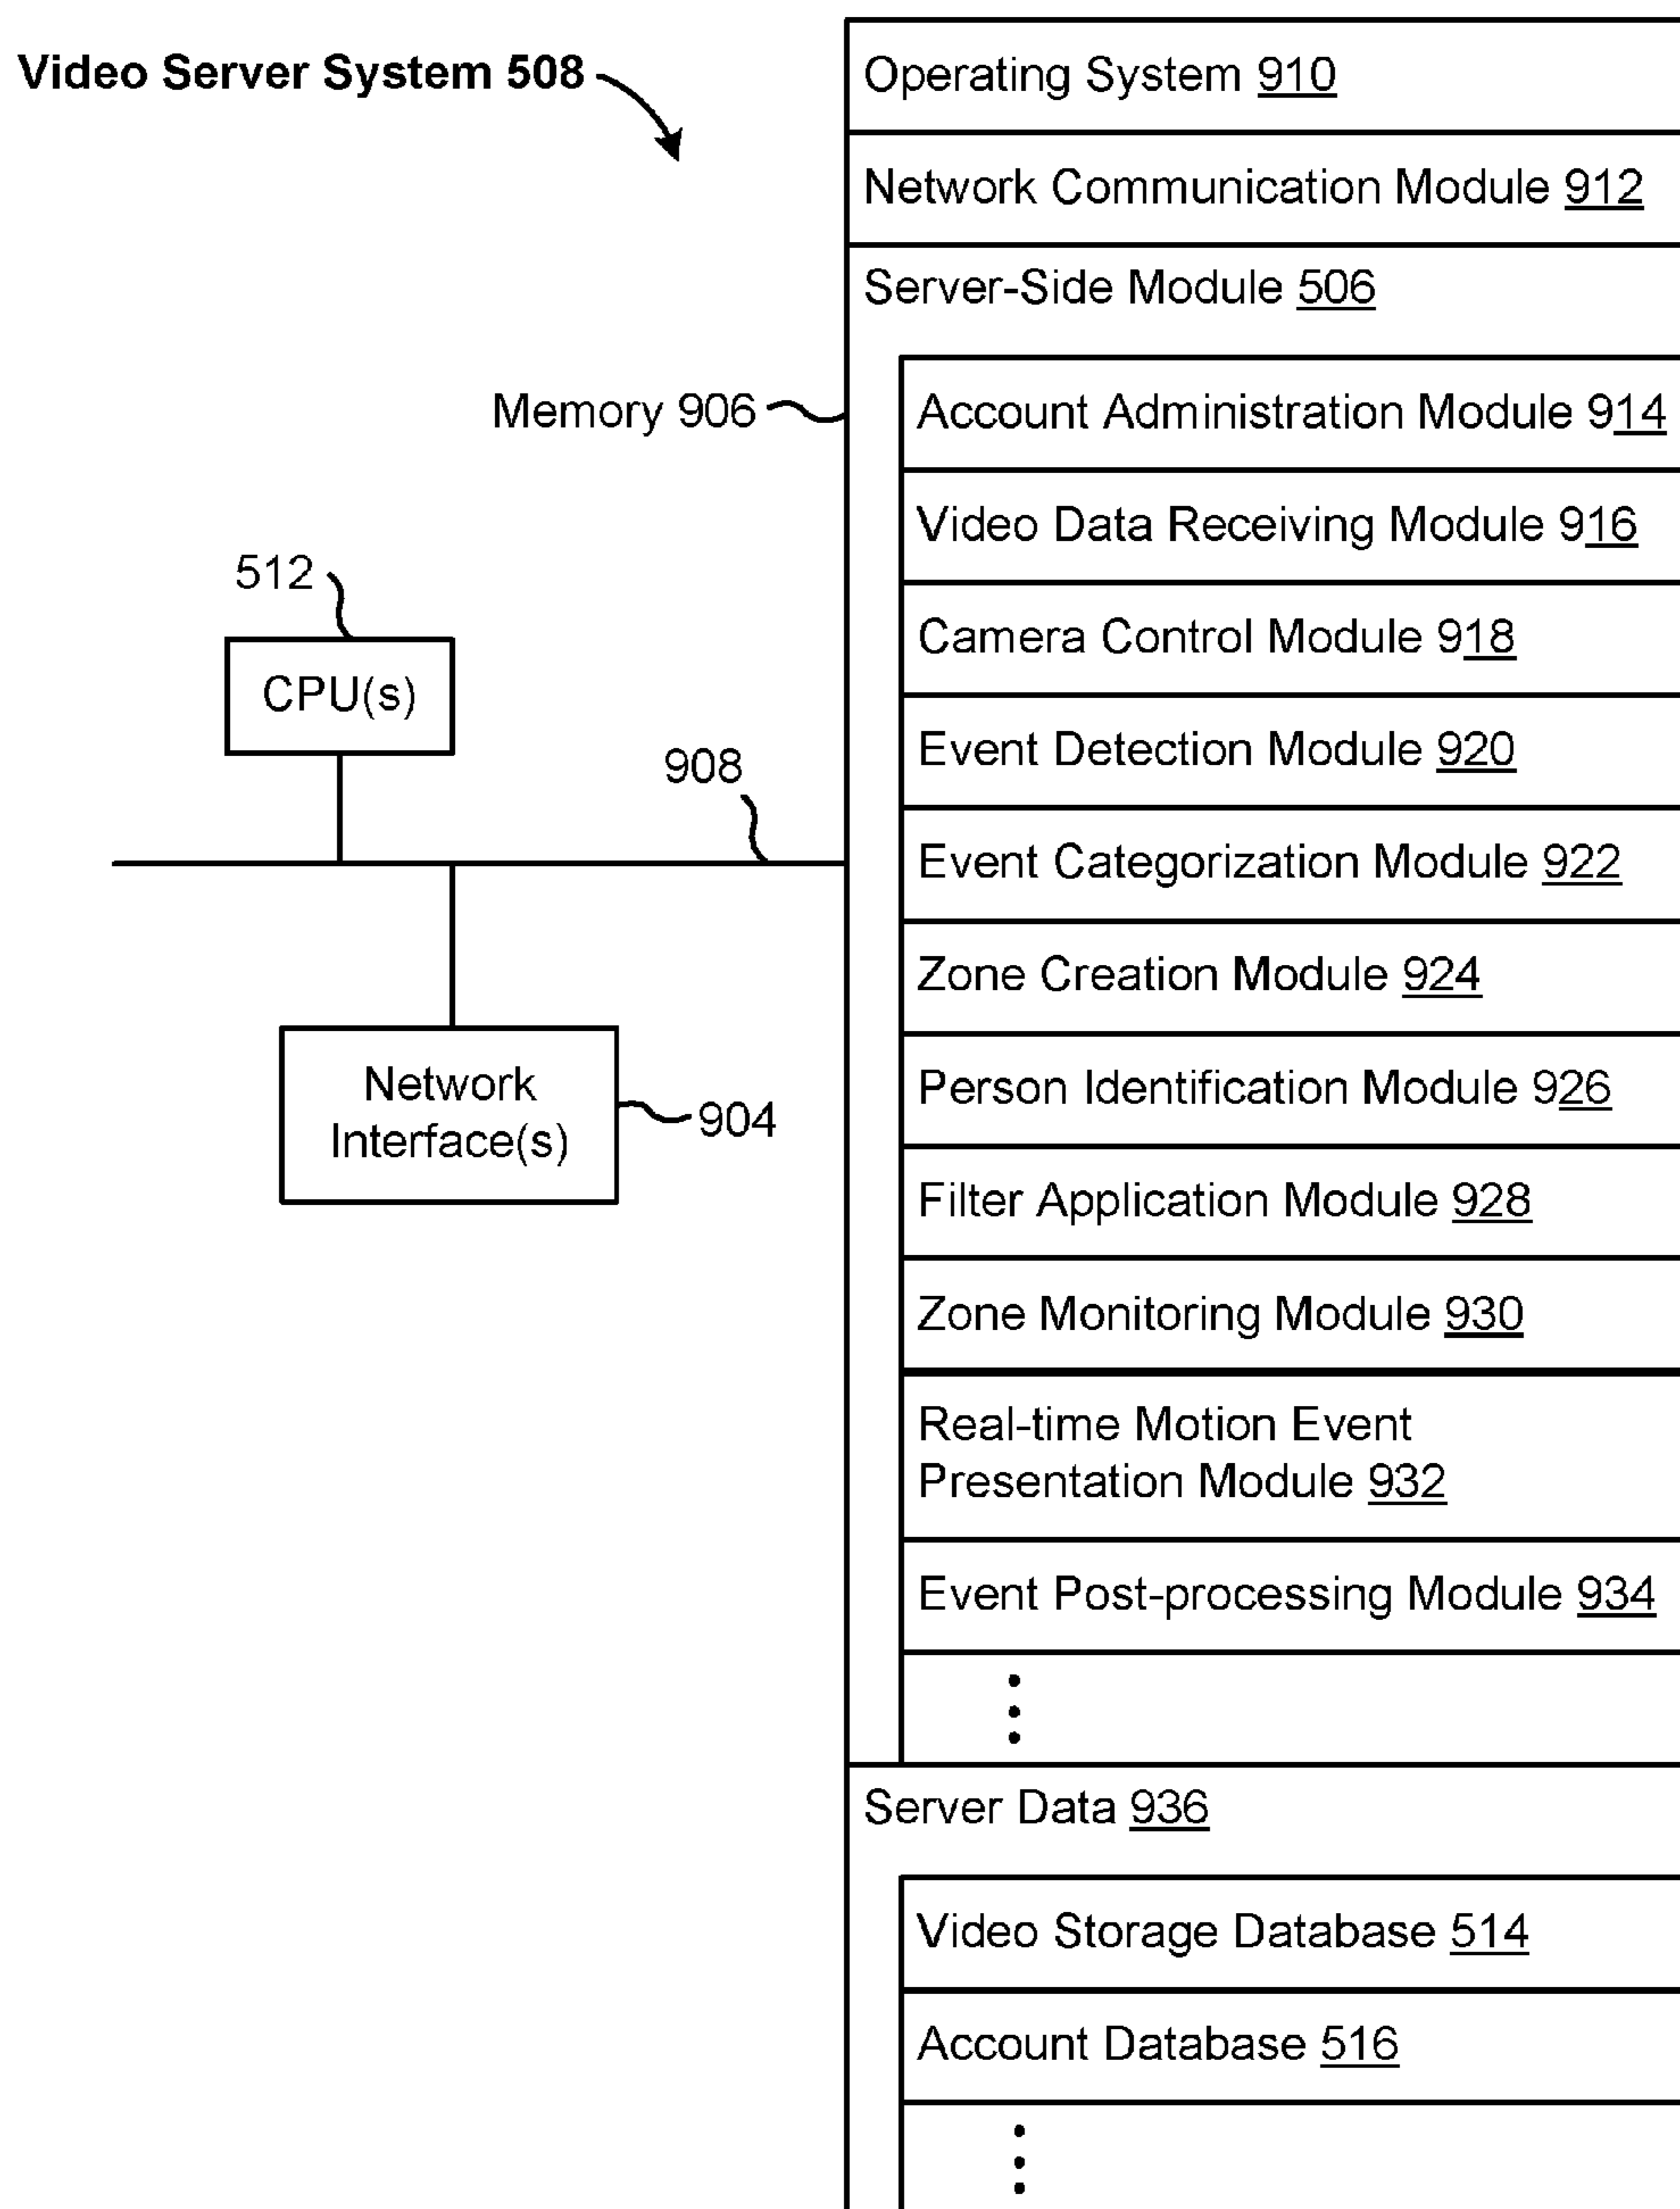 Video Server System 508
Operating System 910
Network Communication Module 912
Server-Side Module 506
Memory 906
Account Administration Module 914
Video Data Receiving Module 916
512
Camera Control Module 918
CPU(s)
Event Detection Module 920
908
Event Categorization Module 922
Zone Creation Module 924
Network
Interface(s)
904
Person Identification Module 926
Filter Application Module 928
Zone Monitoring Module 930
Real-time Motion Event
Presentation Module 932
Event Post-processing Module 934
Server Data 936
Video Storage Database 514
Account Database 516